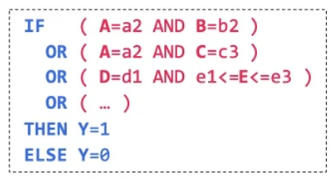 IF ( A=a2 AND B=b2 )
OR ( A=a2 AND C=c3 )
OR ( D=d1 AND e1<=E<=e3 )
OR ( … )
THEN Y=1
ELSE Y=0